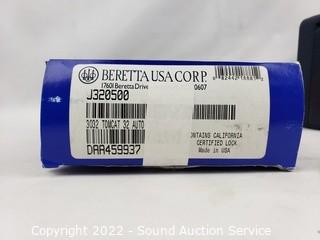 BERETTA USA CORP.
17601 Beretta Drive
0607
J320500
3032 TOMCAT 32 AUTO
DAA459937
CONTAINS CALIFORNIA
CERTIFIED LOCK
Made in USA
Copyright 2022 - Southern Auction Service